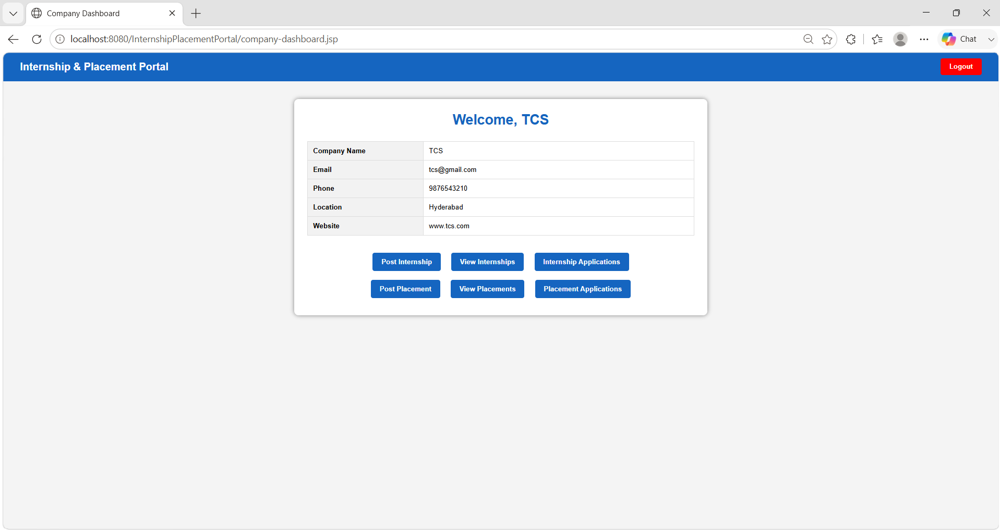 Company Dashboard
localhost:8080/InternshipPlacementPortal/company-dashboard.jsp
Chat
Internship & Placement Portal
Logout
Welcome, TCS
Company Name TCS
Email tcs@gmail.com
Phone 9876543210
Location Hyderabad
Website www.tcs.com
Post Internship View Internships Internship Applications
Post Placement View Placements Placement Applications